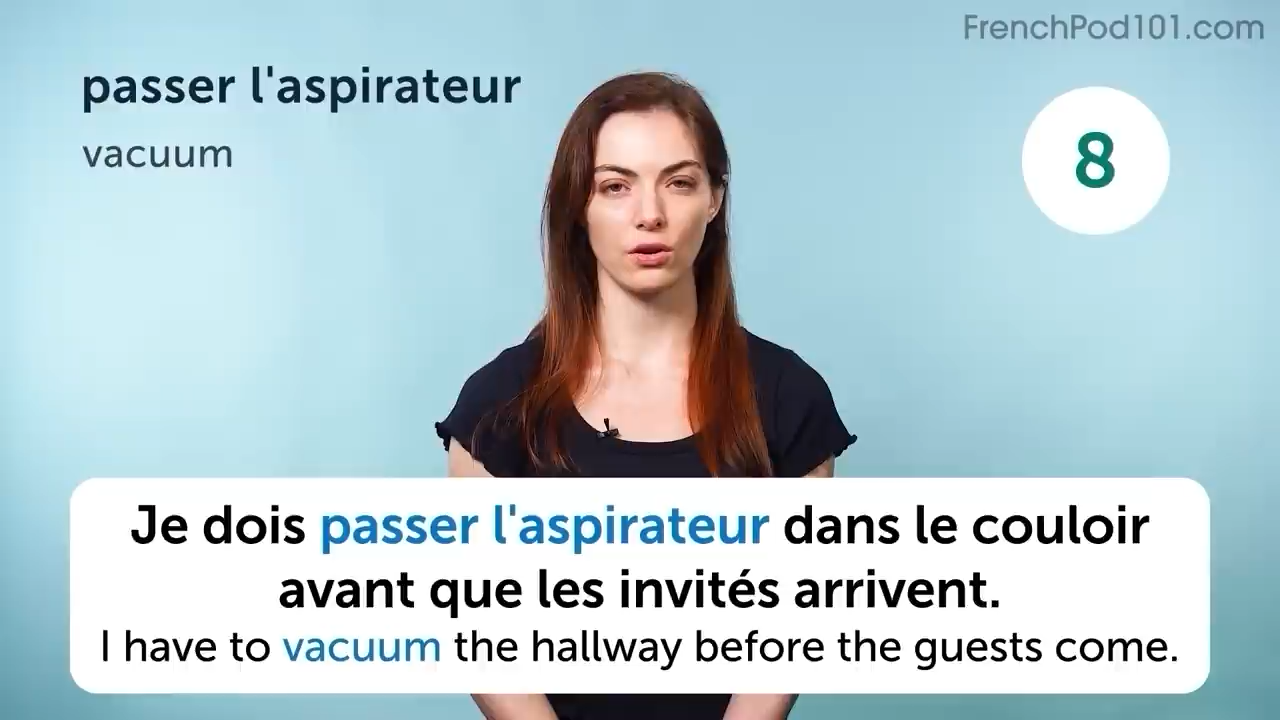 FrenchPod101.com
passer l'aspirateur
vacuum
8
Je dois passer l'aspirateur dans le couloir
avant que les invités arrivent.
I have to vacuum the hallway before the guests come.